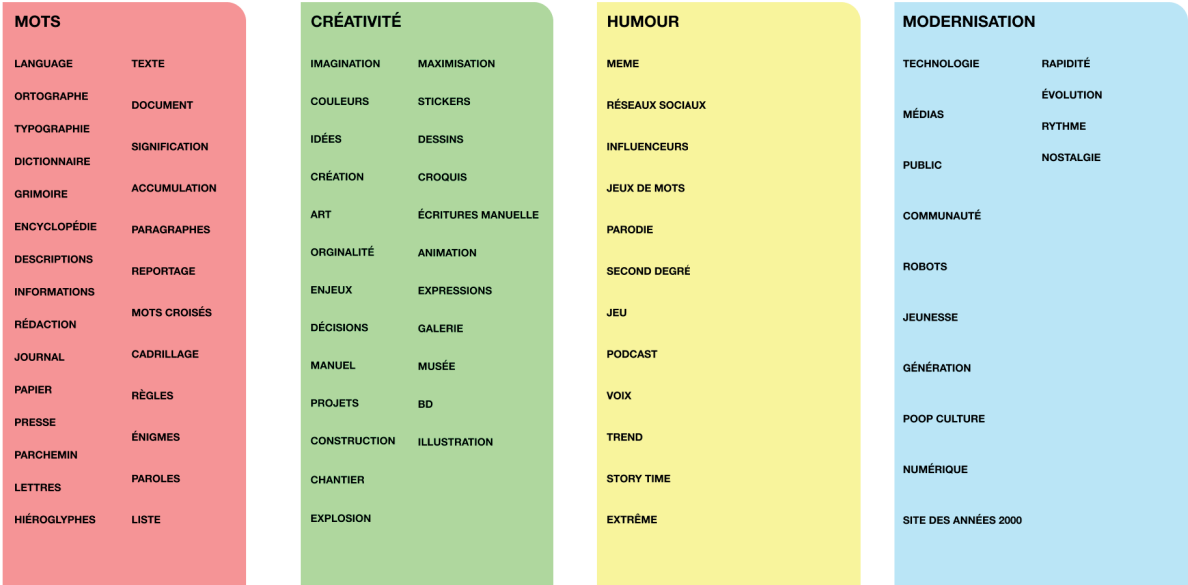 MOTS
LANGUAGE
ORTOGRAPHE
TYPOGRAPHIE
DICTIONNAIRE
GRIMOIRE
ENCYCLOPÉDIE
DESCRIPTIONS
INFORMATIONS
RÉDACTION
JOURNAL
PAPIER
PRESSE
PARCHEMIN
LETTRES
HIÉROGLYPHES
TEXTE
DOCUMENT
SIGNIFICATION
ACCUMULATION
PARAGRAPHES
REPORTAGE
MOTS CROISÉS
CADRILLAGE
RÈGLES
ÉNIGMES
PAROLES
LISTE
CRÉATIVITÉ
IMAGINATION
COULEURS
IDÉES
CRÉATION
ART
ORGINALITÉ
ENJEUX
DÉCISIONS
MANUEL
PROJETS
CONSTRUCTION
CHANTIER
EXPLOSION
MAXIMISATION
STICKERS
DESSINS
CROQUIS
ÉCRITURES MANUELLE
ANIMATION
EXPRESSIONS
GALERIE
MUSÉE
BD
ILLUSTRATION
HUMOUR
MEME
RÉSEAUX SOCIAUX
INFLUENCEURS
JEUX DE MOTS
PARODIE
SECOND DEGRÉ
JEU
PODCAST
VOIX
TREND
STORY TIME
EXTRÊME
MODERNISATION
TECHNOLOGIE
MÉDIAS
PUBLIC
COMMUNAUTÉ
ROBOTS
JEUNESSE
GÉNÉRATION
POOP CULTURE
NUMÉRIQUE
SITE DES ANNÉES 2000
RAPIDITÉ
ÉVOLUTION
RYTHME
NOSTALGIE